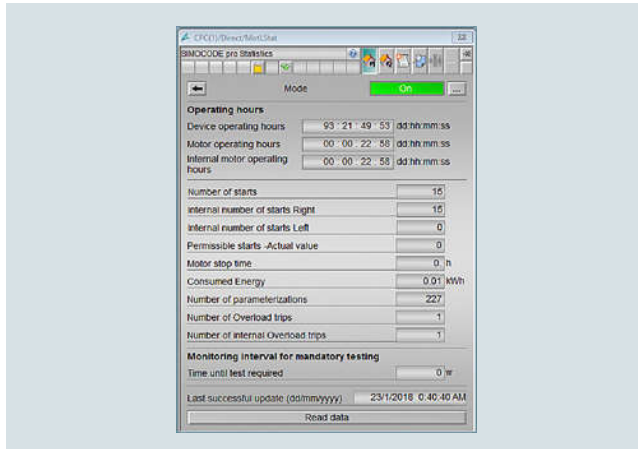 CFC(1)/Direct/MotLStat
SIMOCODE pro Statistics
Mode On ...
Operating hours
Device operating hours 93 : 21 : 49 : 53 dd:hh:mm:ss
Motor operating hours 00 : 00 : 22 : 58 dd:hh:mm:ss
Internal motor operating 00 : 00 : 22 : 58 dd:hh:mm:ss
hours
Number of starts 15
Internal number of starts Right 15
Internal number of starts Left 0
Permissible starts -Actual value 0
Motor stop time 0. h
Consumed Energy 0.01 kWh
Number of parameterizations 227
Number of Overload trips 1
Number of internal Overload trips 1
Monitoring interval for mandatory testing
Time until test required 0 w
Last successful update (dd/mm/yyyy) 23/1/2018 0:40:40 AM
Read data